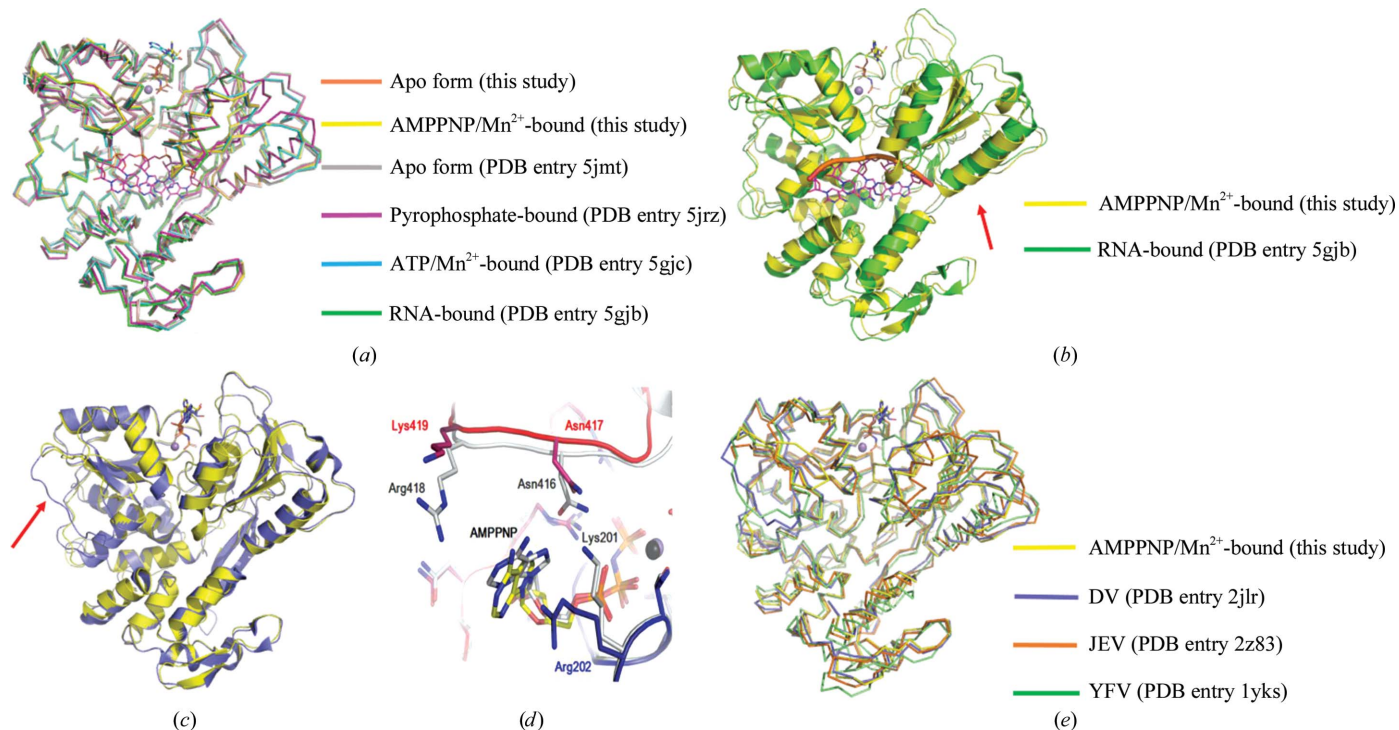 Apo form (this study)
AMPPNP/Mn²⁺-bound (this study)
Apo form (PDB entry 5jmt)
Pyrophosphate-bound (PDB entry 5jrz)
ATP/Mn²⁺-bound (PDB entry 5gjc)
RNA-bound (PDB entry 5gjb)
(a)
AMPPNP/Mn²⁺-bound (this study)
RNA-bound (PDB entry 5gjb)
(b)
(c)
Lys419
Asn417
Arg418
Asn416
AMPPNP
Lys201
Arg202
(d)
AMPPNP/Mn²⁺-bound (this study)
DV (PDB entry 2jlr)
JEV (PDB entry 2z83)
YFV (PDB entry 1yks)
(e)